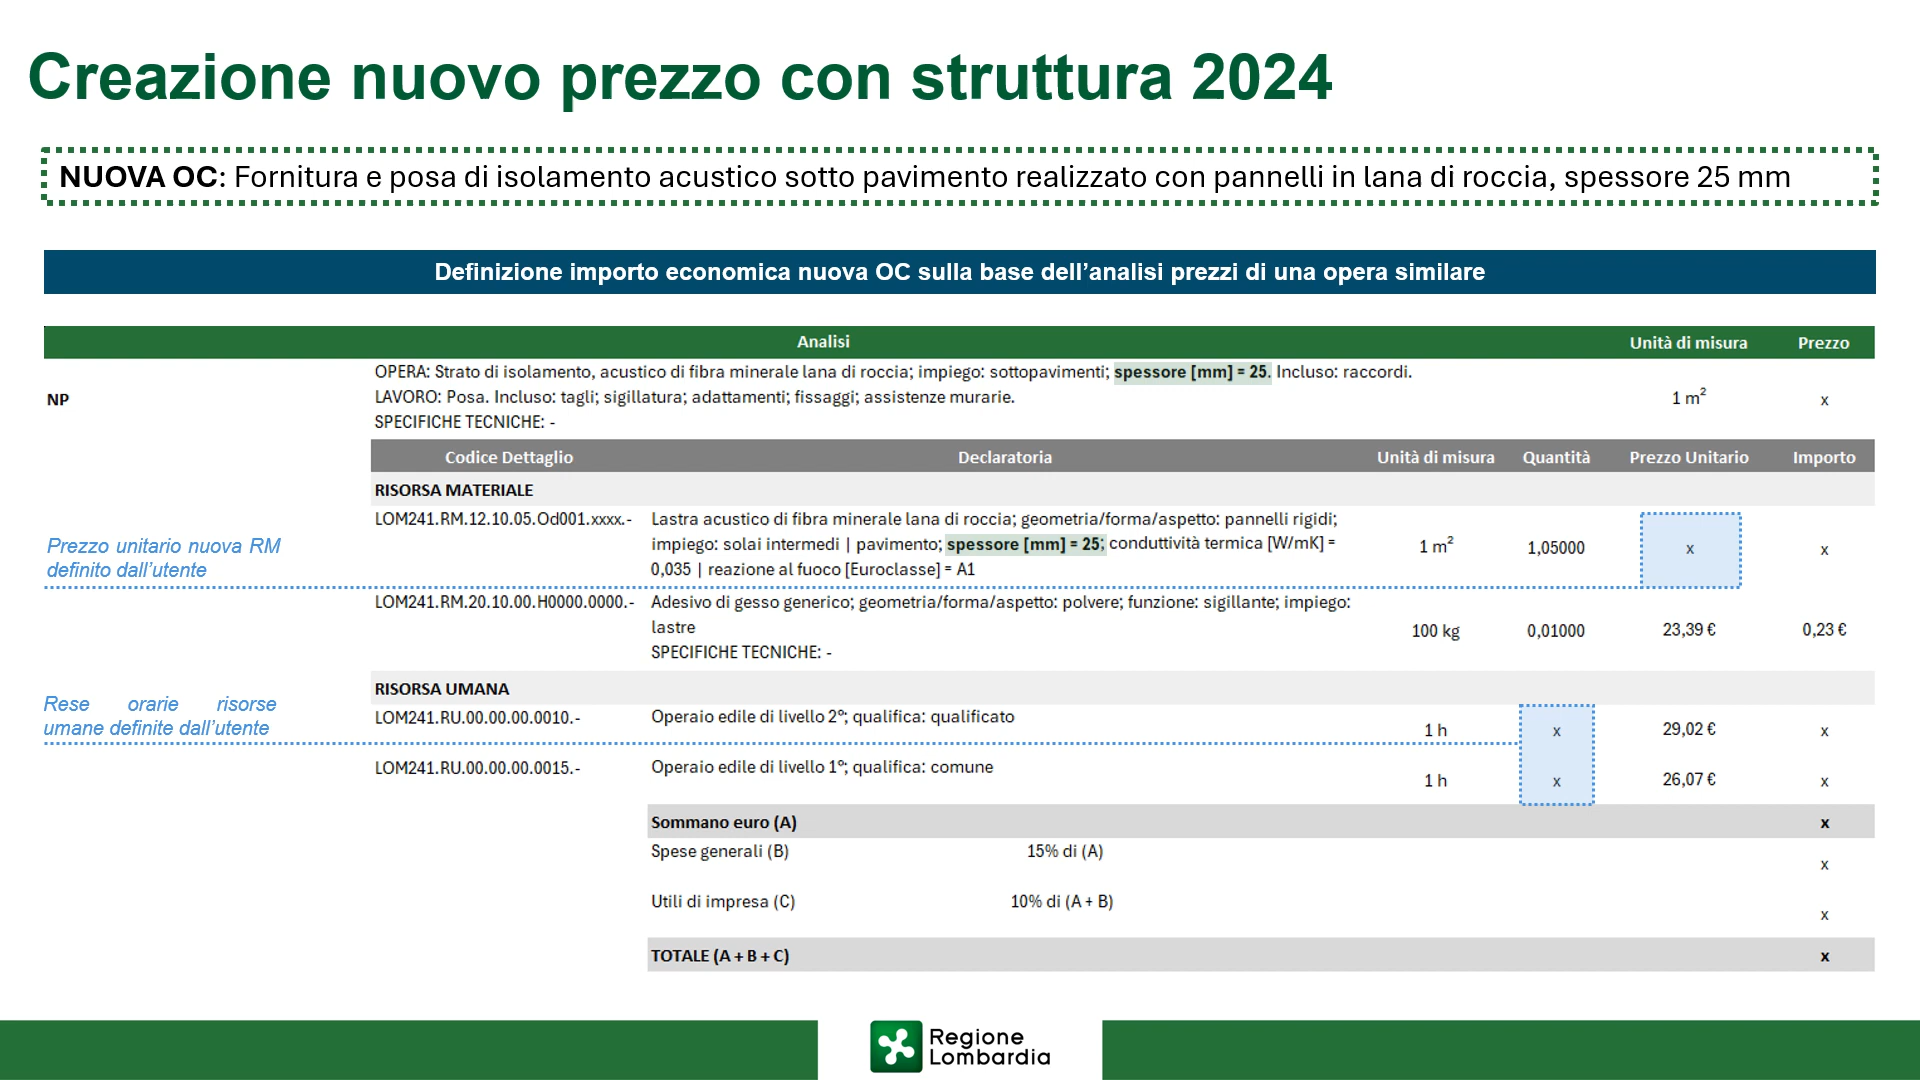 Creazione nuovo prezzo con struttura 2024
NUOVA OC: Fornitura e posa di isolamento acustico sotto pavimento realizzato con pannelli in lana di roccia, spessore 25 mm
Definizione importo economica nuova OC sulla base dell'analisi prezzi di una opera similare
Analisi Unità di misura Prezzo
NP
OPERA: Strato di isolamento, acustico di fibra minerale lana di roccia; impiego: sottopavimenti; spessore [mm] = 25. Incluso: raccordi.
LAVORO: Posa. Incluso: tagli; sigillatura; adattamenti; fissaggi; assistenze murarie.
SPECIFICHE TECNICHE: -
1 m² x
Codice Dettaglio Declaratoria Unità di misura Quantità Prezzo Unitario Importo
RISORSA MATERIALE
Prezzo unitario nuova RM
definito dall'utente
LOM241.RM.12.10.05.Od001.xxxx.-
Lastra acustico di fibra minerale lana di roccia; geometria/forma/aspetto: pannelli rigidi;
impiego: solai intermedi | pavimento; spessore [mm] = 25; conduttività termica [W/mK] =
0,035 | reazione al fuoco [Euroclasse] = A1
1 m² 1,05000 x x
LOM241.RM.20.10.00.H0000.0000.-
Adesivo di gesso generico; geometria/forma/aspetto: polvere; funzione: sigillante; impiego:
lastre
SPECIFICHE TECNICHE: -
100 kg 0,01000 23,39 € 0,23 €
RISORSA UMANA
Rese orarie risorse
umane definite dall'utente
LOM241.RU.00.00.00.0010.- Operaio edile di livello 2°; qualifica: qualificato 1 h x 29,02 € x
LOM241.RU.00.00.00.0015.- Operaio edile di livello 1°; qualifica: comune 1 h x 26,07 € x
Sommano euro (A) x
Spese generali (B) 15% di (A) x
Utili di impresa (C) 10% di (A + B) x
TOTALE (A + B + C) x
Regione
Lombardia